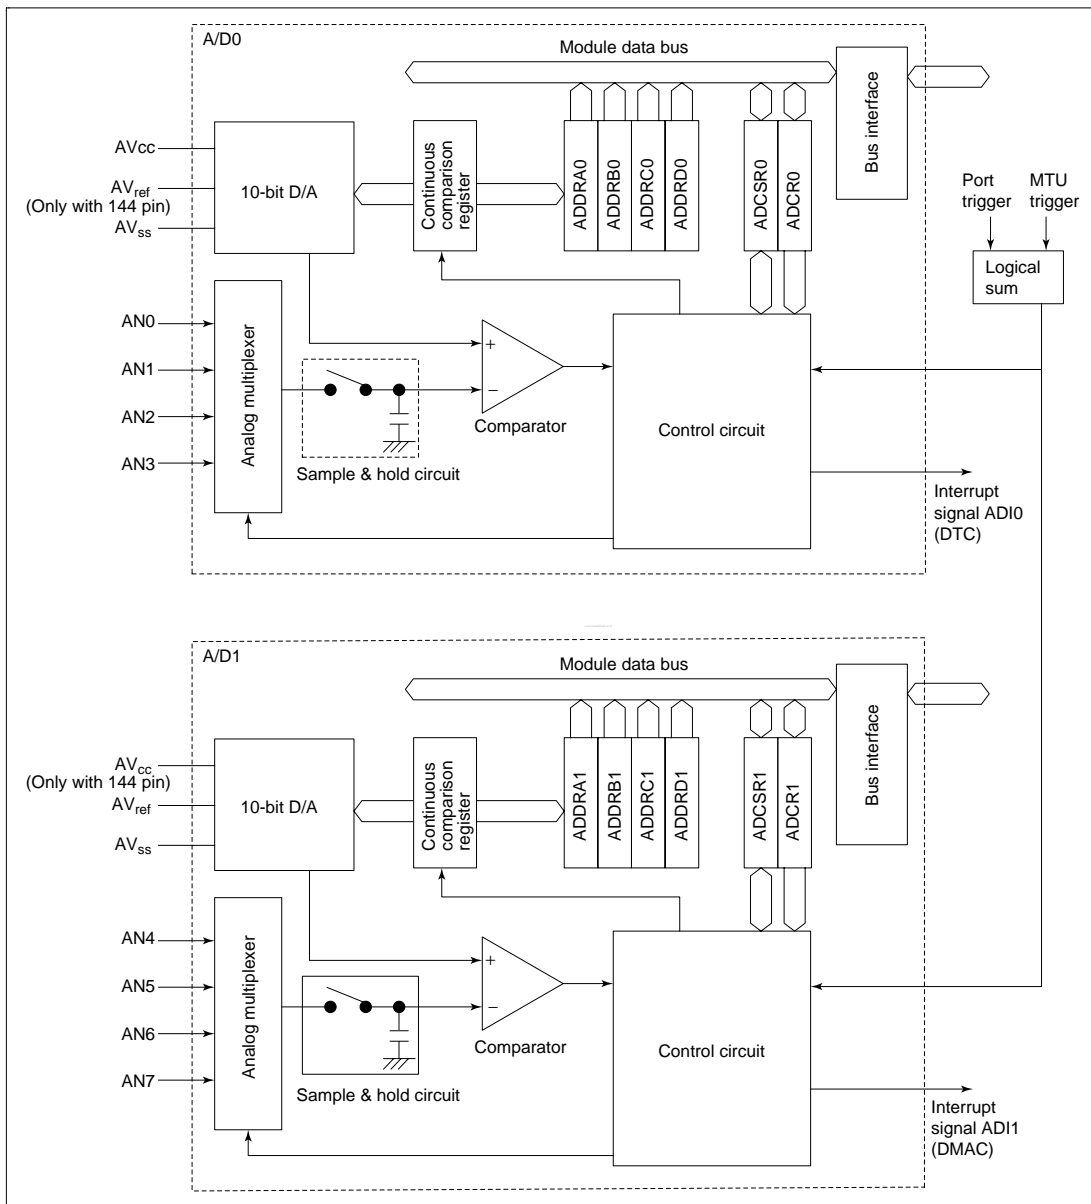 A/D0
Module data bus
Bus interface
AVcc
AVref
(Only with 144 pin)
AVss
10-bit D/A
Continuous
comparison
register
ADDRA0
ADDRB0
ADDRC0
ADDRD0
ADCSR0
ADCR0
Port
trigger
MTU
trigger
Logical
sum
AN0
AN1
AN2
AN3
Analog multiplexer
+
−
Comparator
Sample & hold circuit
Control circuit
Interrupt
signal ADI0
(DTC)
A/D1
Module data bus
Bus interface
AVcc
(Only with 144 pin)
AVref
AVss
10-bit D/A
Continuous
comparison
register
ADDRA1
ADDRB1
ADDRC1
ADDRD1
ADCSR1
ADCR1
AN4
AN5
AN6
AN7
Analog multiplexer
+
−
Comparator
Sample & hold circuit
Control circuit
Interrupt
signal ADI1
(DMAC)